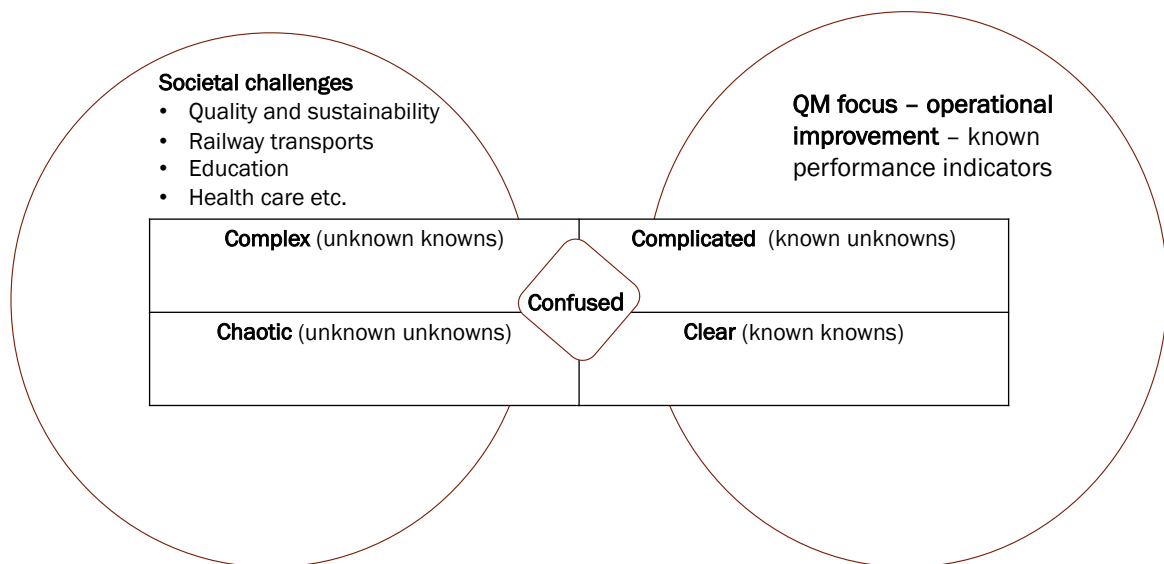 Societal challenges
• Quality and sustainability
• Railway transports
• Education
• Health care etc.
QM focus – operational
improvement – known
performance indicators
Complex (unknown knowns)
Complicated (known unknowns)
Confused
Chaotic (unknown unknowns)
Clear (known knowns)